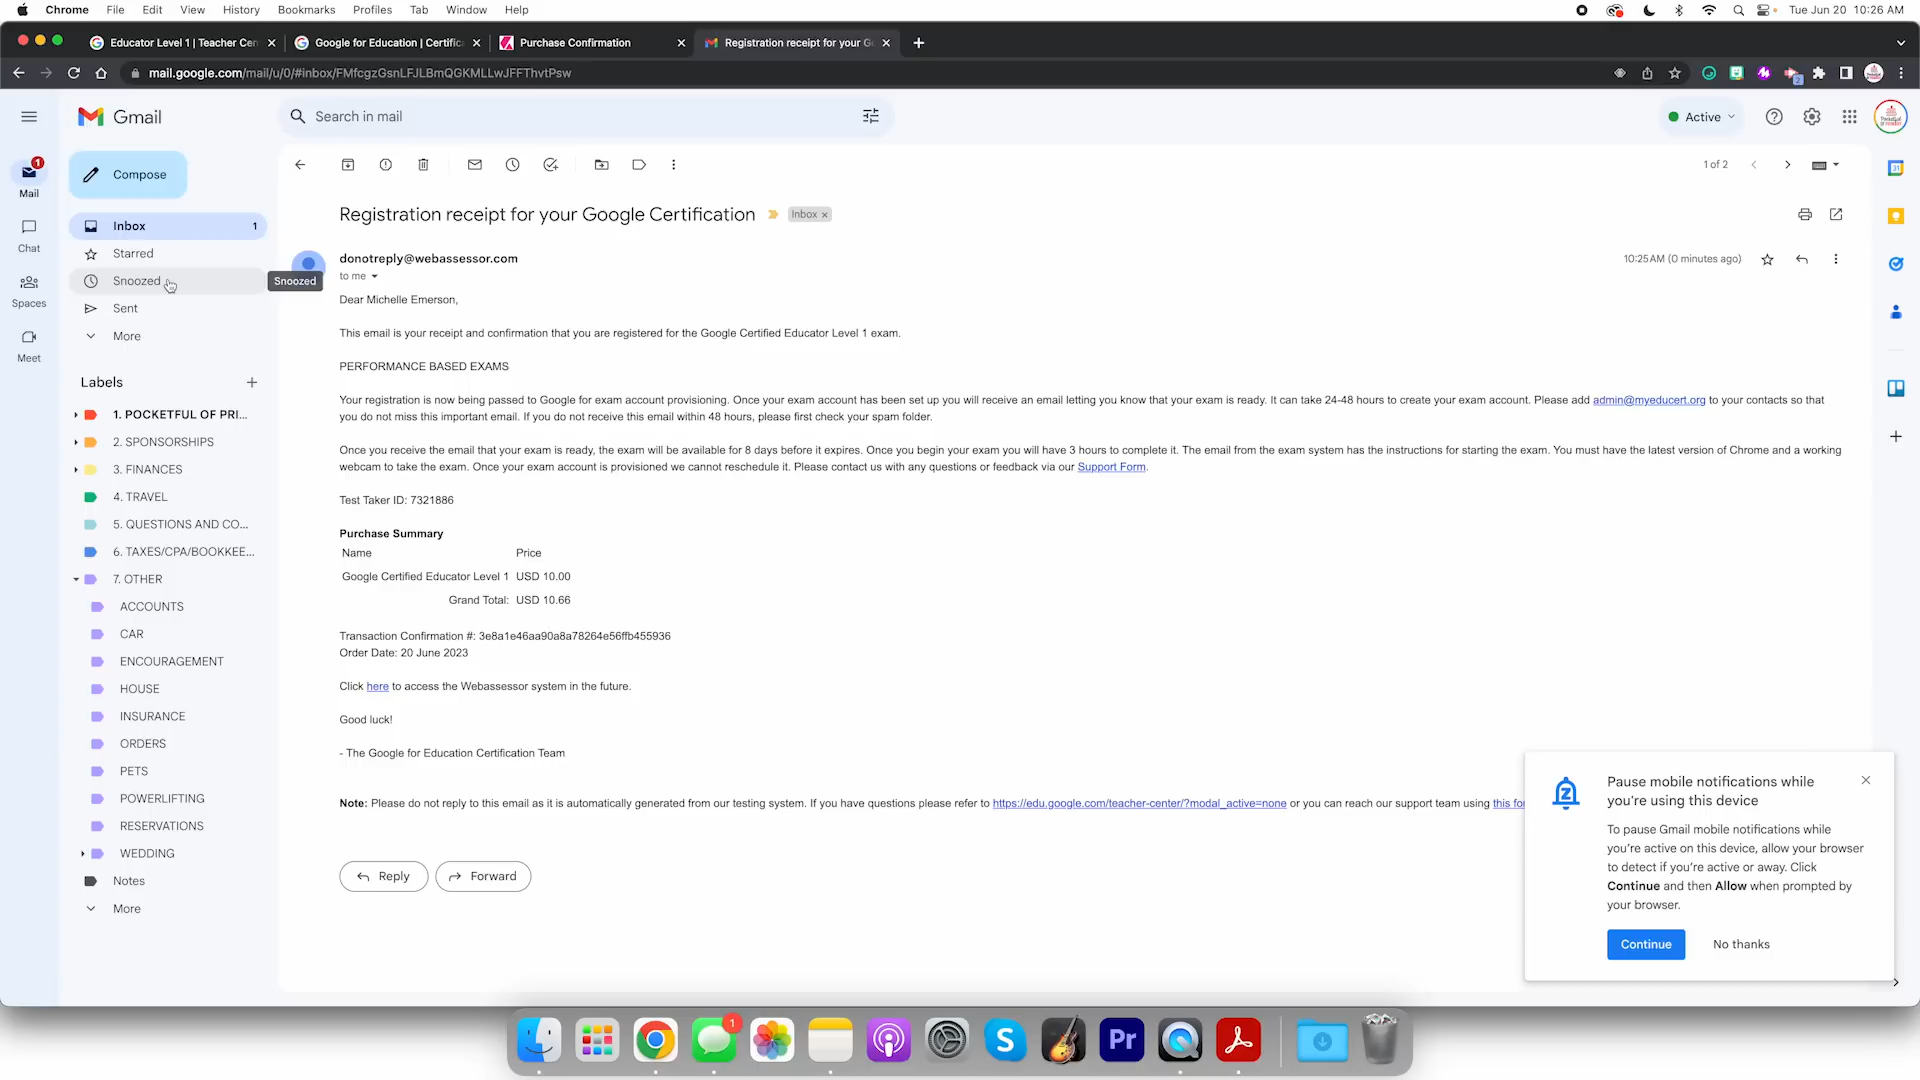 Chrome File Edit View History Bookmarks Profiles Tab Window Help Tue Jun 20 10:26 AM
Educator Level 1 | Teacher Cen Google for Education | Certifica Purchase Confirmation Registration receipt for your Go
mail.google.com/mail/u/0/#inbox/FMfcgzGsnLFJLBmQGKMLLwJFFThvtPsw
2
Gmail
Search in mail
Active
1
Mail
Chat
Spaces
Meet
Compose
Inbox 1
Starred
Snoozed
Snoozed
Sent
More
Labels
1. POCKETFUL OF PRI...
2. SPONSORSHIPS
3. FINANCES
4. TRAVEL
5. QUESTIONS AND CO...
6. TAXES/CPA/BOOKKEE...
7. OTHER
ACCOUNTS
CAR
ENCOURAGEMENT
HOUSE
INSURANCE
ORDERS
PETS
POWERLIFTING
RESERVATIONS
WEDDING
Notes
More
1 of 2
Registration receipt for your Google Certification Inbox x
donotreply@webassessor.com 10:25 AM (0 minutes ago)
to me
Dear Michelle Emerson,
This email is your receipt and confirmation that you are registered for the Google Certified Educator Level 1 exam.
PERFORMANCE BASED EXAMS
Your registration is now being passed to Google for exam account provisioning. Once your exam account has been set up you will receive an email letting you know that your exam is ready. It can take 24-48 hours to create your exam account. Please add admin@myeducert.org to your contacts so that
you do not miss this important email. If you do not receive this email within 48 hours, please first check your spam folder.
Once you receive the email that your exam is ready, the exam will be available for 8 days before it expires. Once you begin your exam you will have 3 hours to complete it. The email from the exam system has the instructions for starting the exam. You must have the latest version of Chrome and a working
webcam to take the exam. Once your exam account is provisioned we cannot reschedule it. Please contact us with any questions or feedback via our Support Form.
Test Taker ID: 7321886
Purchase Summary
Name Price
Google Certified Educator Level 1 USD 10.00
Grand Total: USD 10.66
Transaction Confirmation #: 3e8a1e46aa90a8a78264e56ffb455936
Order Date: 20 June 2023
Click here to access the Webassessor system in the future.
Good luck!
- The Google for Education Certification Team
Note: Please do not reply to this email as it is automatically generated from our testing system. If you have questions please refer to https://edu.google.com/teacher-center/?modal_active=none or you can reach our support team using this for
Reply Forward
Pause mobile notifications while
you're using this device
To pause Gmail mobile notifications while
you're active on this device, allow your browser
to detect if you're active or away. Click
Continue and then Allow when prompted by
your browser.
Continue No thanks
1
S
Pr